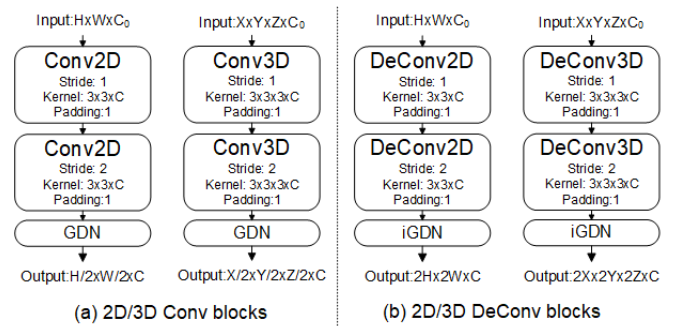 Input:HxWxC₀
Conv2D
Stride: 1
Kernel: 3x3xC
Padding:1
Conv2D
Stride: 2
Kernel: 3x3xC
Padding:1
GDN
Output:H/2xW/2xC
Input:XxYxZxC₀
Conv3D
Stride: 1
Kernel: 3x3x3xC
Padding:1
Conv3D
Stride: 2
Kernel: 3x3x3xC
Padding:1
GDN
Output:X/2xY/2xZ/2xC
(a) 2D/3D Conv blocks
Input:HxWxC₀
DeConv2D
Stride: 1
Kernel: 3x3xC
Padding:1
DeConv2D
Stride: 2
Kernel: 3x3xC
Padding:1
iGDN
Output:2Hx2WxC
Input:XxYxZxC₀
DeConv3D
Stride: 1
Kernel: 3x3x3xC
Padding:1
DeConv3D
Stride: 2
Kernel: 3x3x3xC
Padding:1
iGDN
Output:2Xx2Yx2ZxC
(b) 2D/3D DeConv blocks